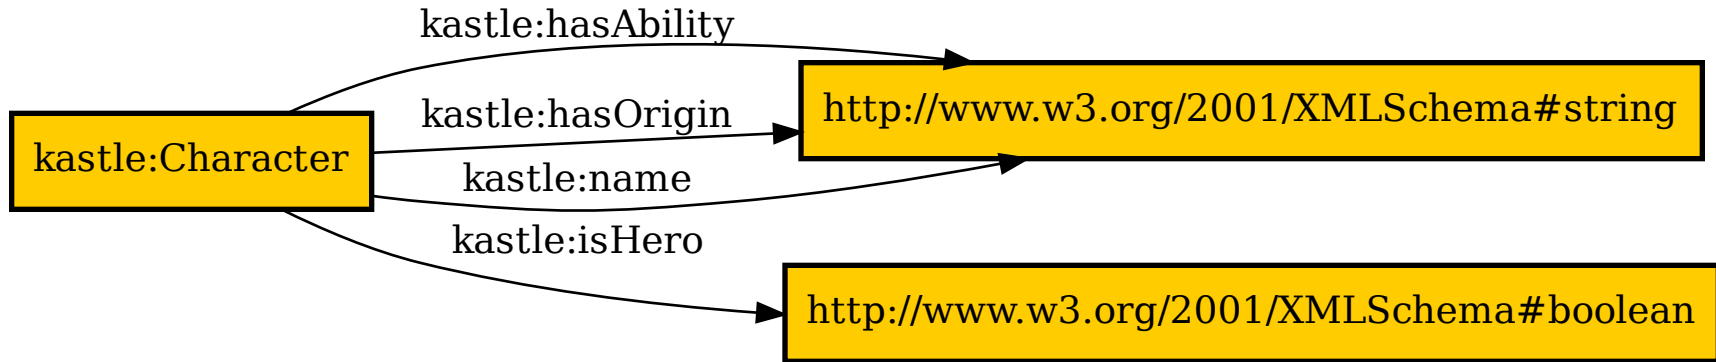 kastle:hasAbility
http://www.w3.org/2001/XMLSchema#string
kastle:hasOrigin
kastle:Character
kastle:name
kastle:isHero
http://www.w3.org/2001/XMLSchema#boolean